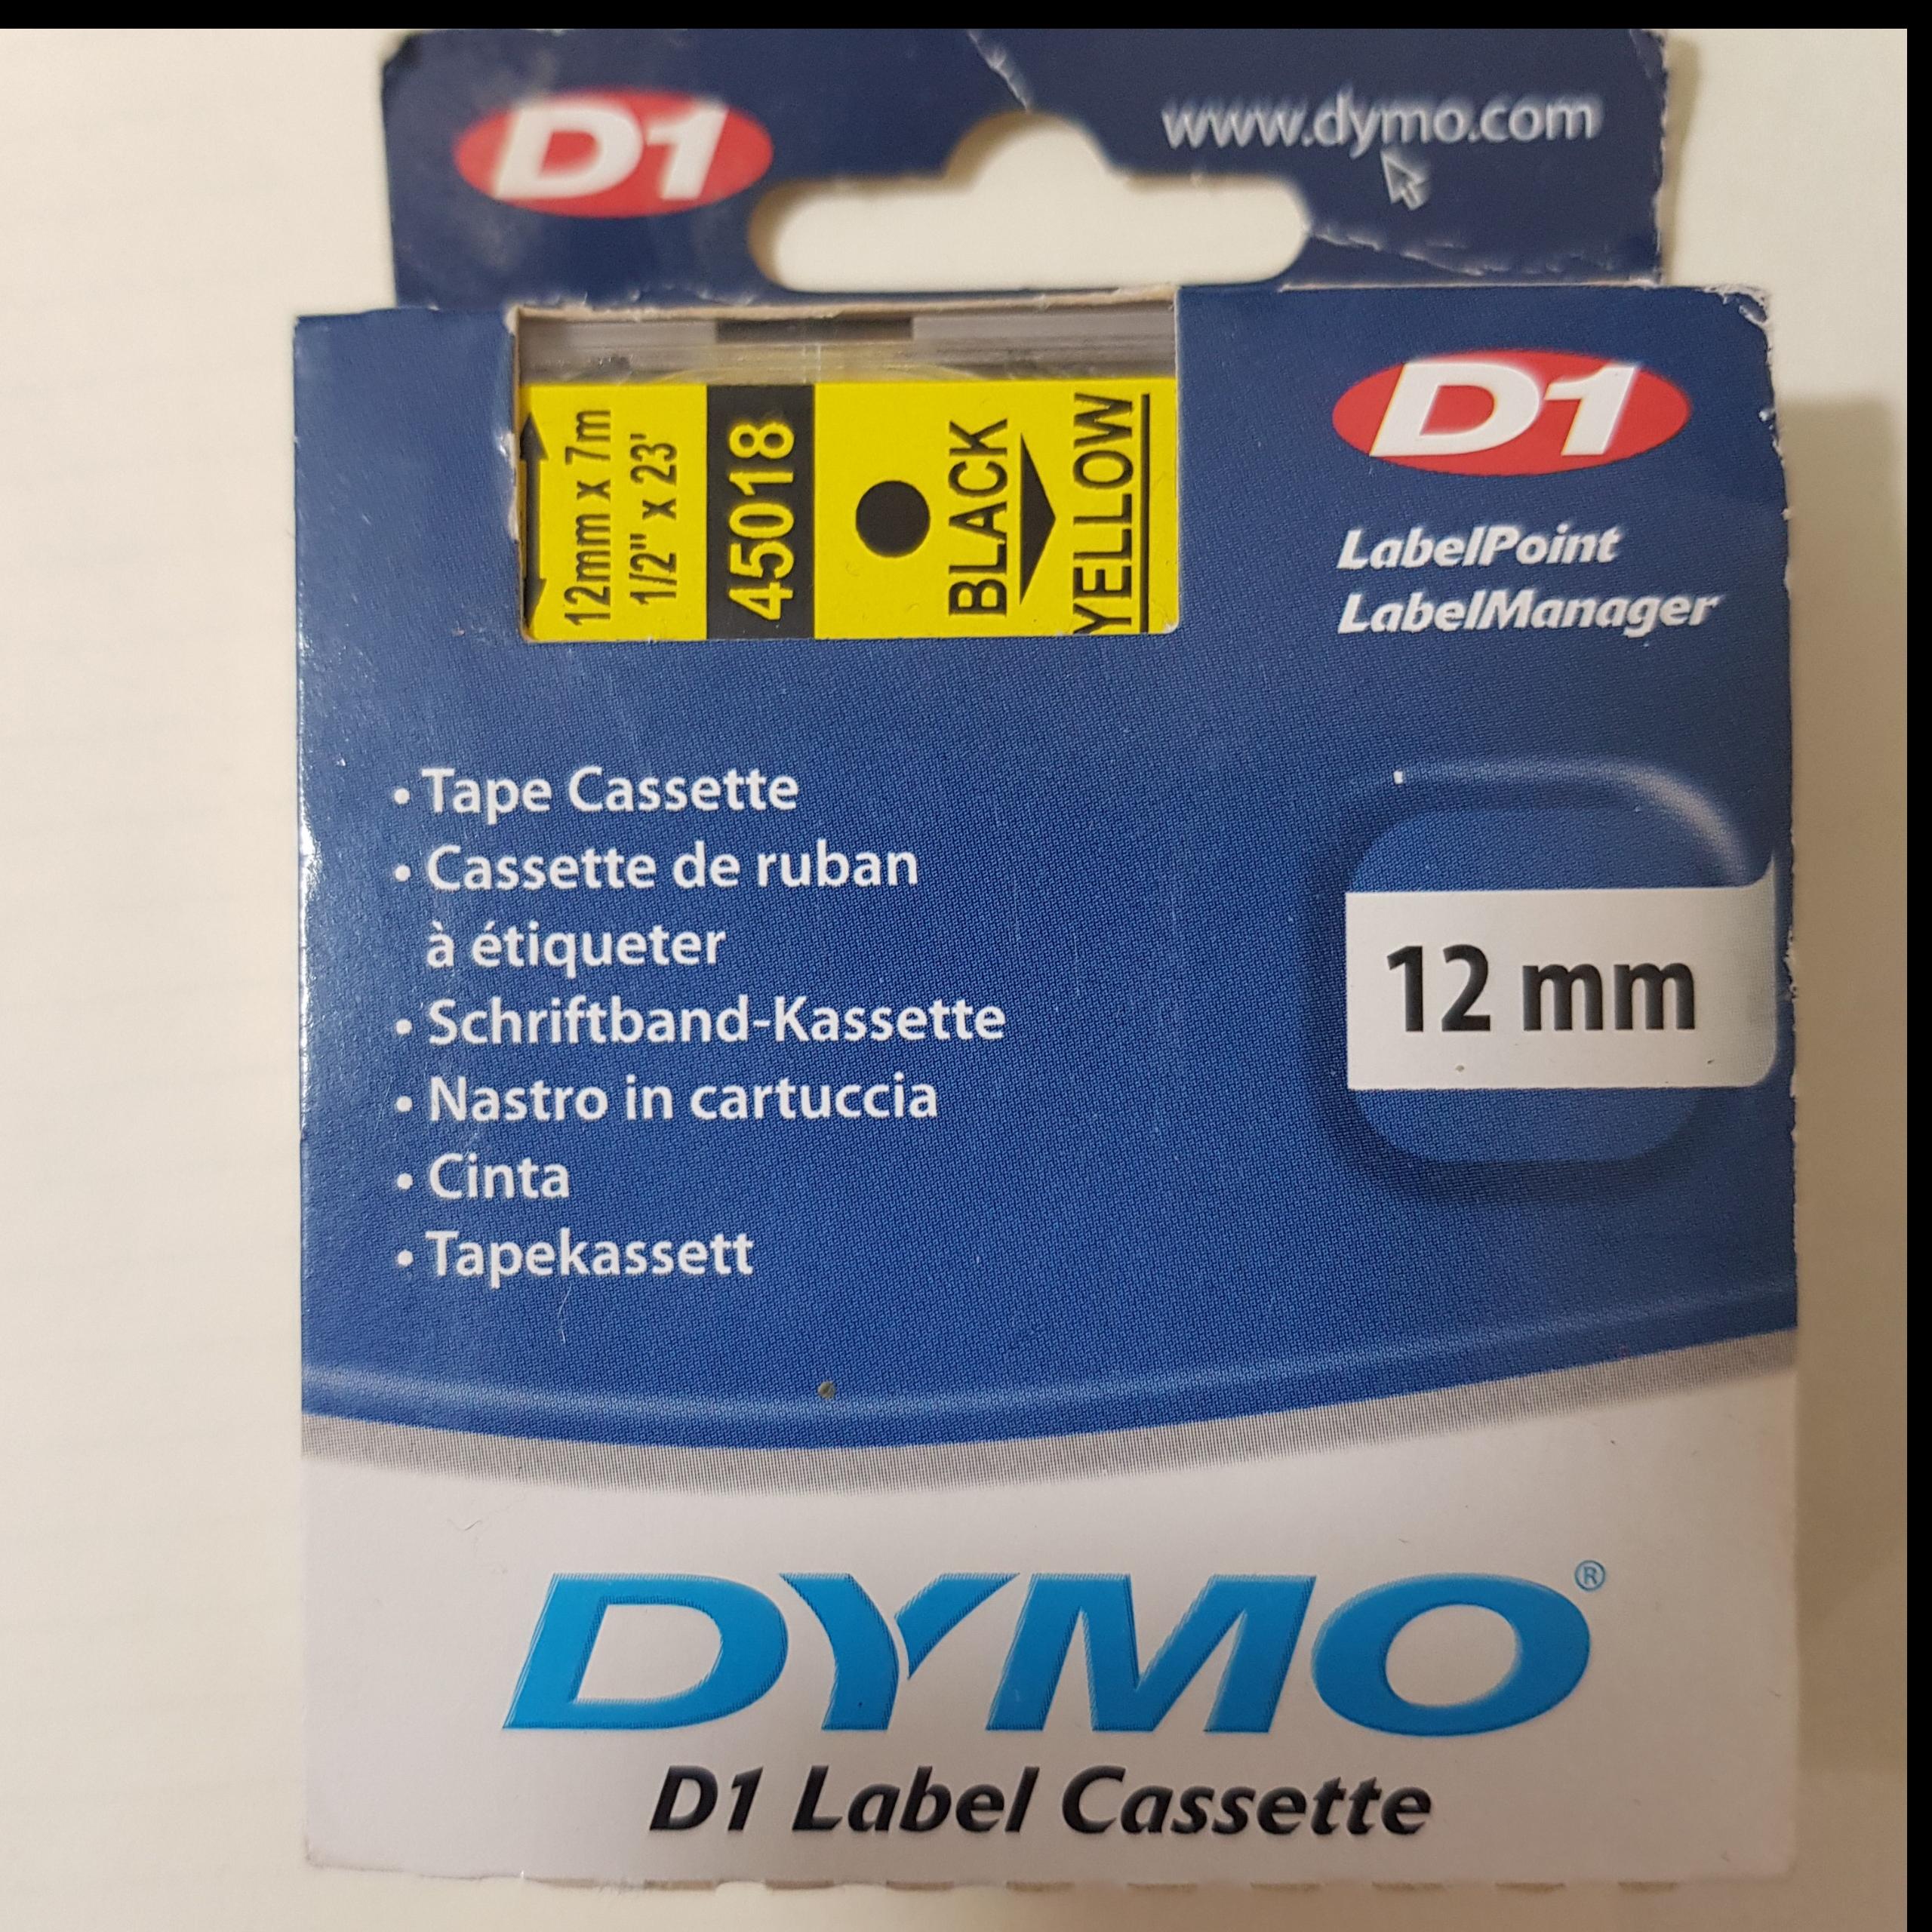 D1
www.dymo.com
12mm x 7m
1/2" x 23'
45018
BLACK
YELLOW
D1
LabelPoint
LabelManager
• Tape Cassette
• Cassette de ruban
à étiqueter
• Schriftband-Kassette
• Nastro in cartuccia
• Cinta
• Tapekassett
12 mm
DYMO®
D1 Label Cassette